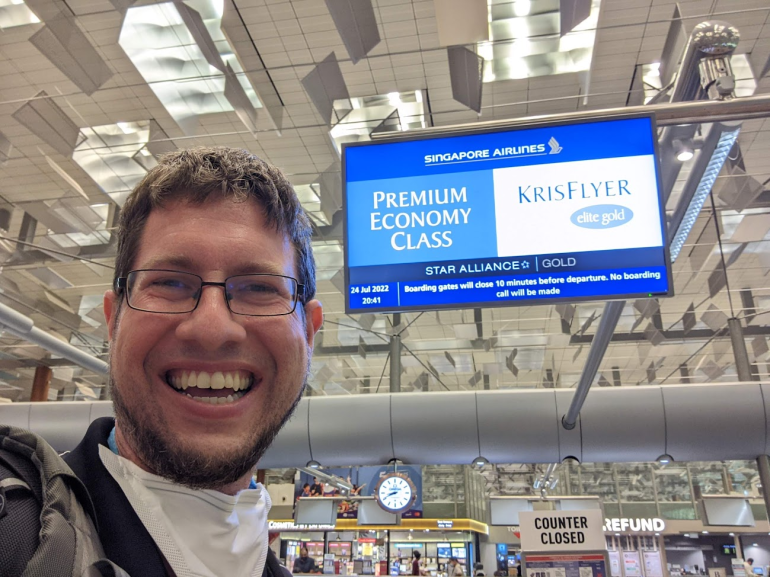 SINGAPORE AIRLINES
PREMIUM
ECONOMY
CLASS
KRISFLYER
elite gold
STAR ALLIANCE GOLD
24 Jul 2022
20:41
Boarding gates will close 10 minutes before departure. No boarding
call will be made
COUNTER
CLOSED
REFUND